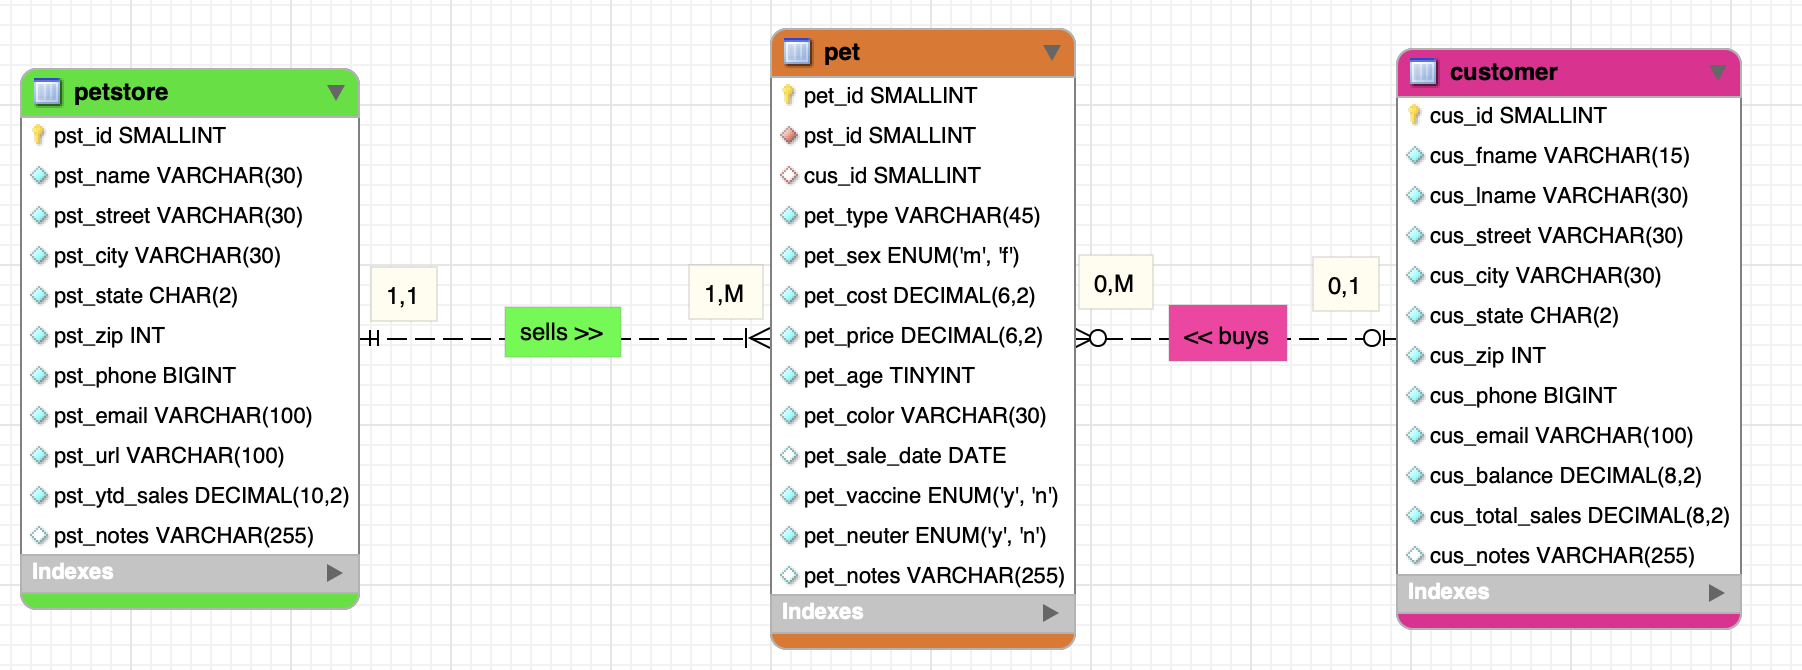 petstore
pst_id SMALLINT
pst_name VARCHAR(30)
pst_street VARCHAR(30)
pst_city VARCHAR(30)
pst_state CHAR(2)
pst_zip INT
pst_phone BIGINT
pst_email VARCHAR(100)
pst_url VARCHAR(100)
pst_ytd_sales DECIMAL(10,2)
pst_notes VARCHAR(255)
Indexes
1,1
sells >>
1,M
pet
pet_id SMALLINT
pst_id SMALLINT
cus_id SMALLINT
pet_type VARCHAR(45)
pet_sex ENUM('m', 'f')
pet_cost DECIMAL(6,2)
pet_price DECIMAL(6,2)
pet_age TINYINT
pet_color VARCHAR(30)
pet_sale_date DATE
pet_vaccine ENUM('y', 'n')
pet_neuter ENUM('y', 'n')
pet_notes VARCHAR(255)
Indexes
0,M
<< buys
0,1
customer
cus_id SMALLINT
cus_fname VARCHAR(15)
cus_lname VARCHAR(30)
cus_street VARCHAR(30)
cus_city VARCHAR(30)
cus_state CHAR(2)
cus_zip INT
cus_phone BIGINT
cus_email VARCHAR(100)
cus_balance DECIMAL(8,2)
cus_total_sales DECIMAL(8,2)
cus_notes VARCHAR(255)
Indexes